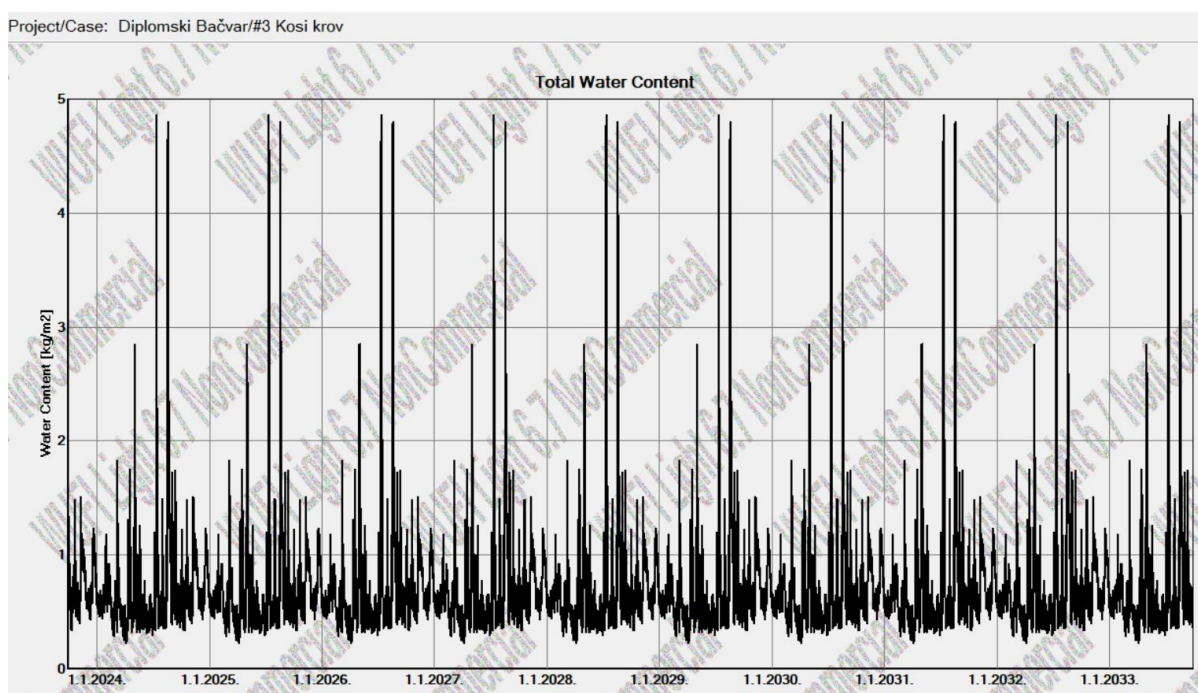 Project/Case: Diplomski Bačvar/#3 Kosi krov
Total Water Content
5
4
3
2
1
0
Water Content [kg/m2]
1.1.2024. 1.1.2025. 1.1.2026. 1.1.2027. 1.1.2028. 1.1.2029. 1.1.2030. 1.1.2031. 1.1.2032. 1.1.2033.
WUFI Light 6.7 NonCommercial